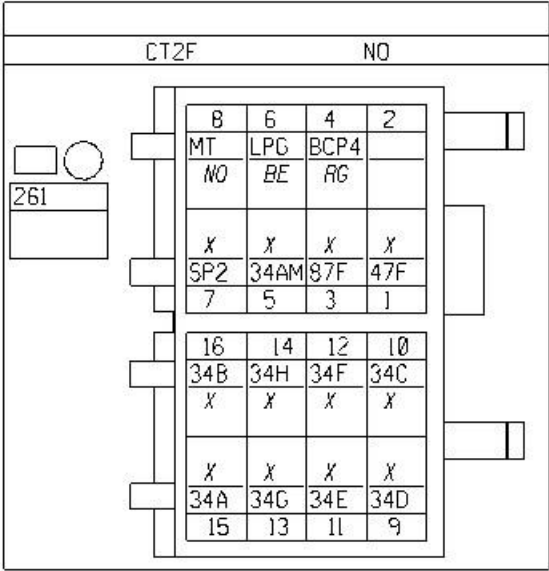 CT2F NO
8 6 4 2
MT LPG BCP4
NO BE RG
261
X X X X
SP2 34AM 87F 47F
7 5 3 1
16 14 12 10
34B 34H 34F 34C
X X X X
X X X X
34A 34G 34E 34D
15 13 11 9